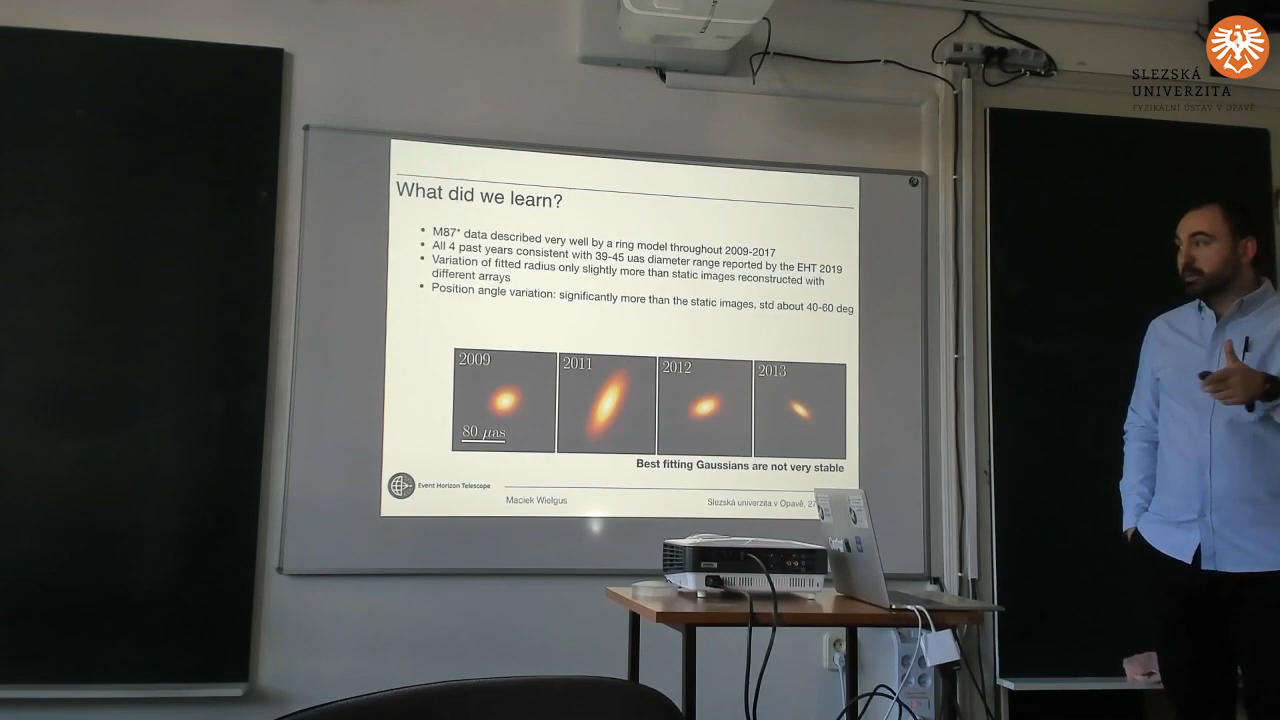 SLEZSKÁ
UNIVERZITA
FYZIKÁLNÍ ÚSTAV V OPAVĚ
What did we learn?
• M87* data described very well by a ring model throughout 2009-2017
• All 4 past years consistent with 39-45 uas diameter range reported by the EHT 2019
• Variation of fitted radius only slightly more than static images reconstructed with
different arrays
• Position angle variation: significantly more than the static images, std about 40-60 deg
2009
2011
2012
2013
80 μas
Best fitting Gaussians are not very stable
Event Horizon Telescope
Maciek Wielgus
Slezská univerzita v Opavě,